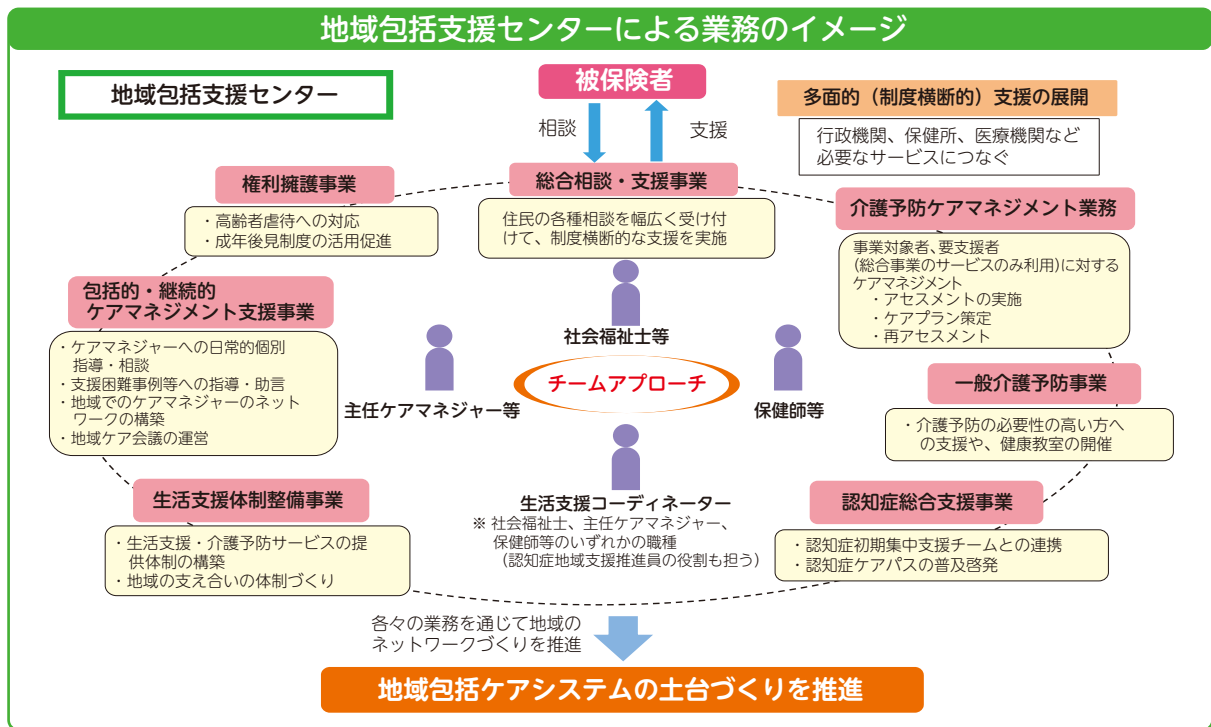 地域包括支援センターによる業務のイメージ
地域包括支援センター
被保険者
相談
支援
多面的（制度横断的）支援の展開
行政機関、保健所、医療機関など
必要なサービスにつなぐ
総合相談・支援事業
住民の各種相談を幅広く受け付
けて、制度横断的な支援を実施
権利擁護事業
・高齢者虐待への対応
・成年後見制度の活用促進
介護予防ケアマネジメント業務
事業対象者、要支援者
(総合事業のサービスのみ利用)に対する
ケアマネジメント
・アセスメントの実施
・ケアプラン策定
・再アセスメント
包括的・継続的
ケアマネジメント支援事業
・ケアマネジャーへの日常的個別
指導・相談
・支援困難事例等への指導・助言
・地域でのケアマネジャーのネット
ワークの構築
・地域ケア会議の運営
社会福祉士等
チームアプローチ
主任ケアマネジャー等
保健師等
一般介護予防事業
・介護予防の必要性の高い方へ
の支援や、健康教室の開催
生活支援体制整備事業
・生活支援・介護予防サービスの提
供体制の構築
・地域の支え合いの体制づくり
生活支援コーディネーター
※ 社会福祉士、主任ケアマネジャー、
保健師等のいずれかの職種
（認知症地域支援推進員の役割も担う）
認知症総合支援事業
・認知症初期集中支援チームとの連携
・認知症ケアパスの普及啓発
各々の業務を通じて地域の
ネットワークづくりを推進
地域包括ケアシステムの土台づくりを推進